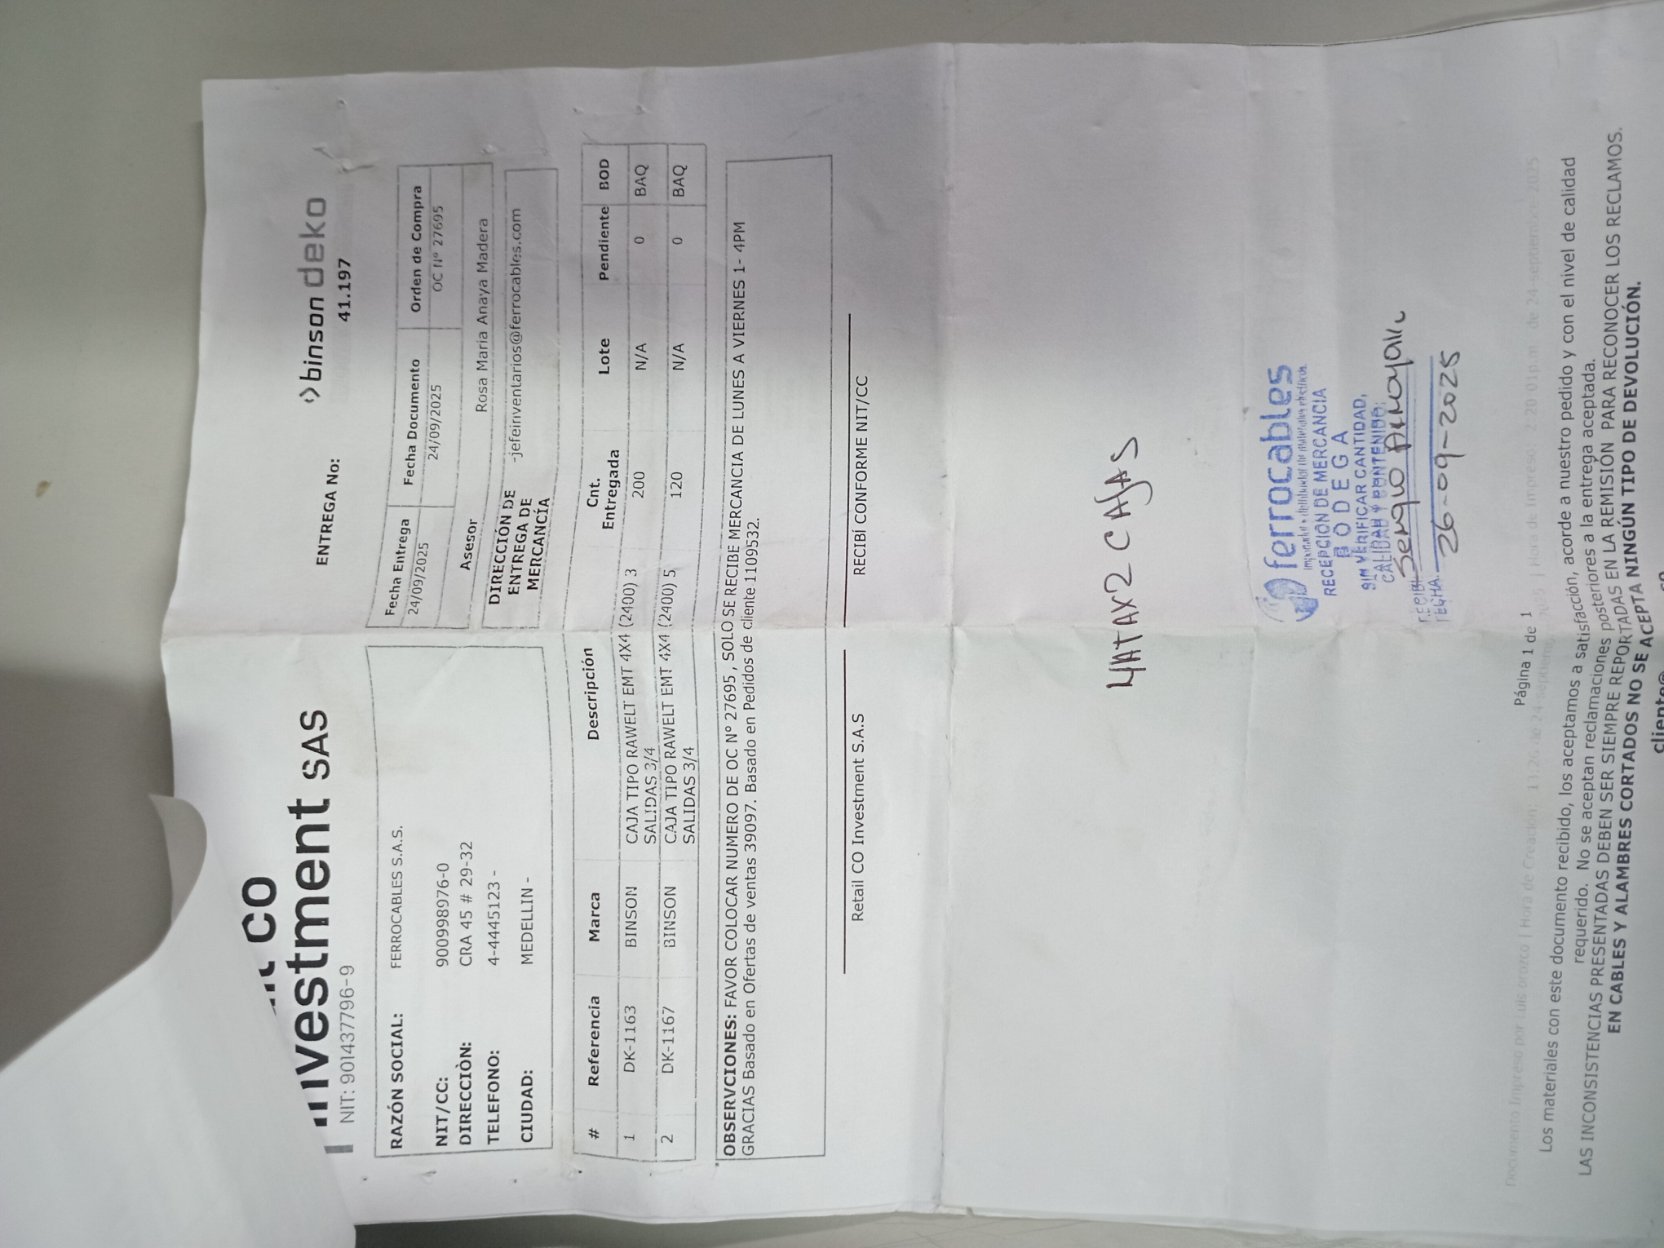 CO
Investment SAS
NIT: 901437796-9
binson deko
ENTREGA No: 41.197
RAZÓN SOCIAL: FERROCABLES S.A.S.
NIT/CC: 900998976-0
DIRECCIÒN: CRA 45 # 29-32
TELEFONO: 4-4445123 -
CIUDAD: MEDELLIN -
Fecha Entrega Fecha Documento Orden de Compra
24/09/2025 24/09/2025 OC Nº 27695
Asesor Rosa Maria Anaya Madera
DIRECCIÓN DE ENTREGA DE MERCANCÍA -jefeinventarios@ferrocables.com
# Referencia Marca Descripción Cnt. Entregada Lote Pendiente BOD
1 DK-1163 BINSON CAJA TIPO RAWELT EMT 4X4 (2400) 3 SALIDAS 3/4 200 N/A 0 BAQ
2 DK-1167 BINSON CAJA TIPO RAWELT EMT 4X4 (2400) 5 SALIDAS 3/4 120 N/A 0 BAQ
OBSERVCIONES: FAVOR COLOCAR NUMERO DE OC N° 27695 , SOLO SE RECIBE MERCANCIA DE LUNES A VIERNES 1- 4PM
GRACIAS Basado en Ofertas de ventas 39097. Basado en Pedidos de cliente 1109532.
Retail CO Investment S.A.S RECIBÍ CONFORME NIT/CC
CAJAS
ferrocables
RECEPCIÓN DE MERCANCIA
BODEGA
SIN VERIFICAR CANTIDAD,
CALIDAD Y CONTENIDO.
RECIBI: Sergio
FECHA: 26-09-2025
Página 1 de 1
Los materiales con este documento recibido, los aceptamos a satisfacción, acorde a nuestro pedido y con el nivel de calidad
requerido. No se aceptan reclamaciones posteriores a la entrega aceptada.
LAS INCONSISTENCIAS PRESENTADAS DEBEN SER SIEMPRE REPORTADAS EN LA REMISIÓN PARA RECONOCER LOS RECLAMOS.
EN CABLES Y ALAMBRES CORTADOS NO SE ACEPTA NINGÚN TIPO DE DEVOLUCIÓN.